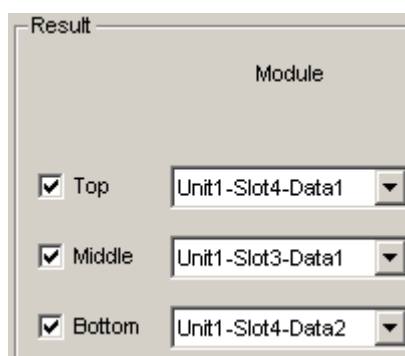 Result
Module
Top Unit1-Slot4-Data1
Middle Unit1-Slot3-Data1
Bottom Unit1-Slot4-Data2